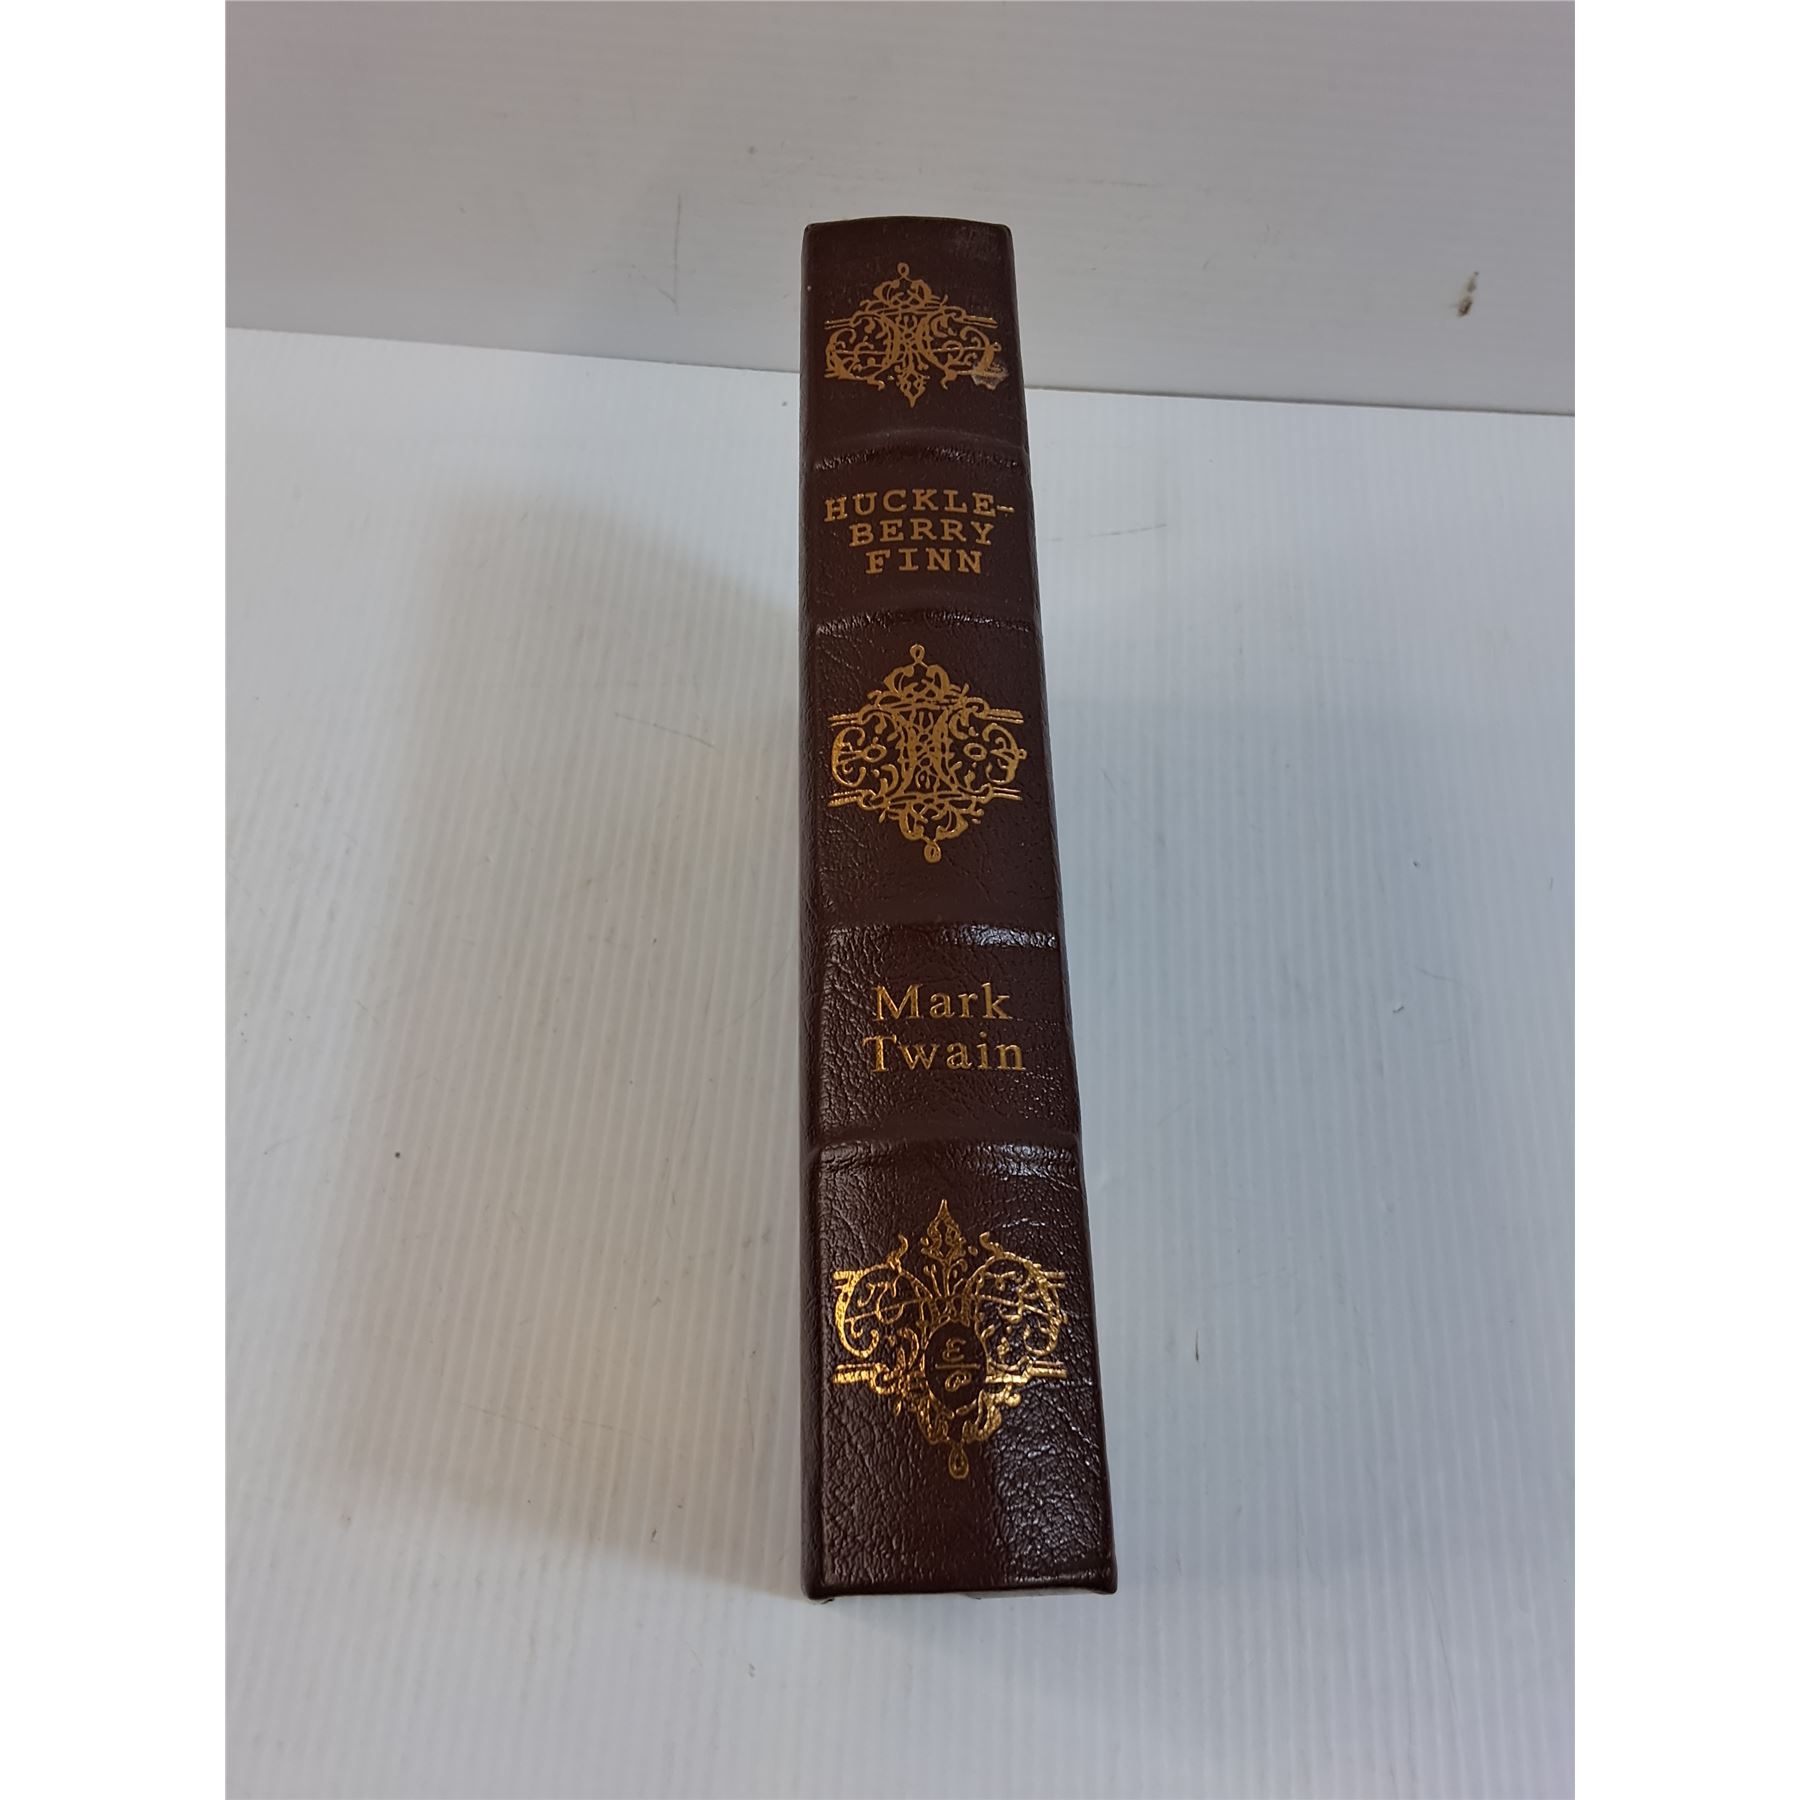 HUCKLE-
BERRY
FINN
Mark
Twain
E
P